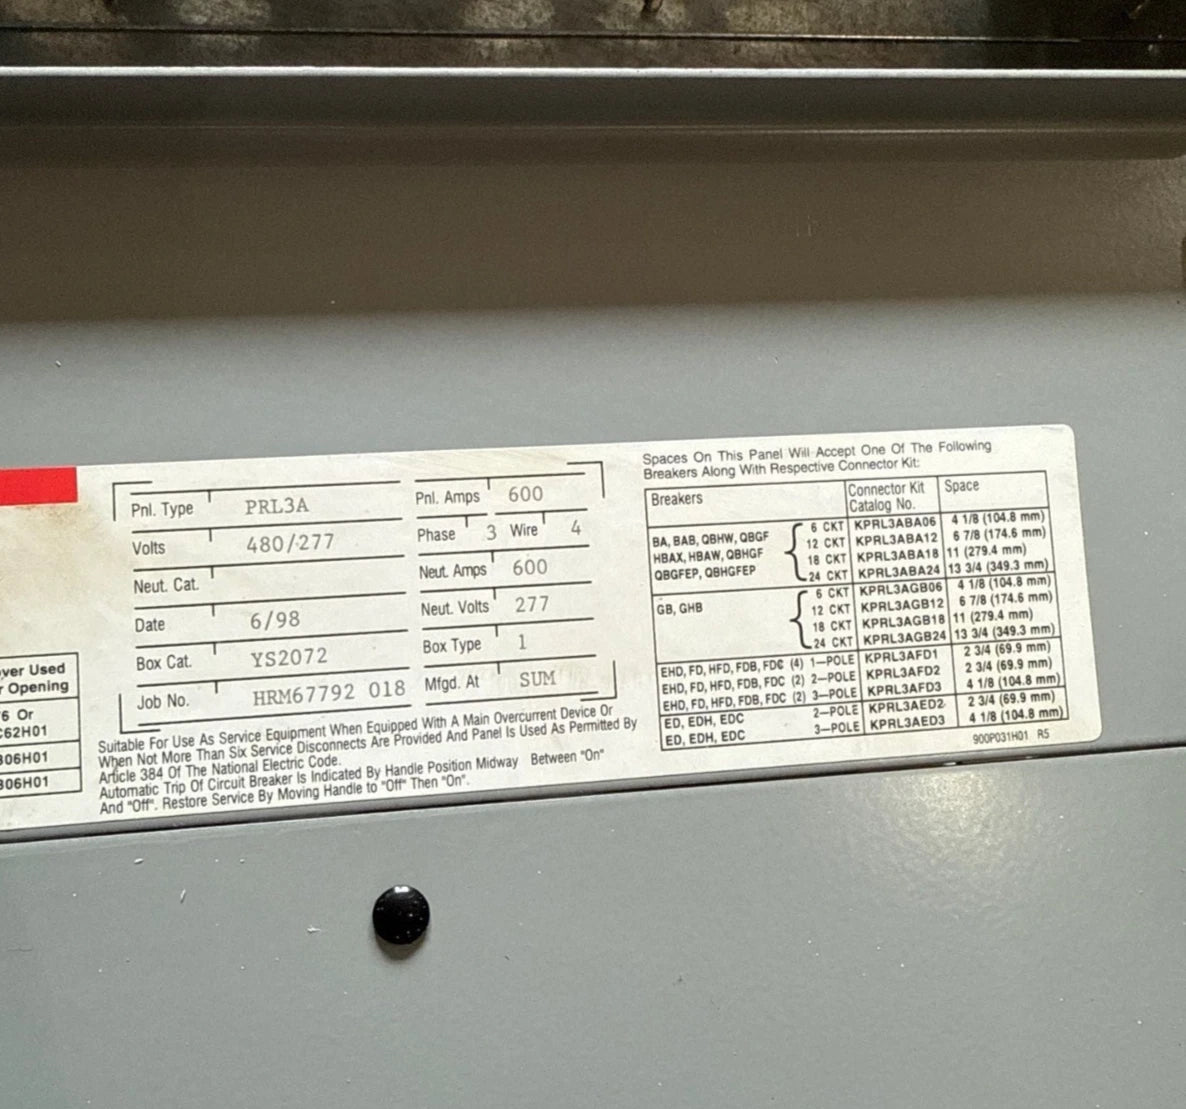 Pnl. Type PRL3A Pnl. Amps 600
Volts 480/277 Phase 3 Wire 4
Neut. Cat. Neut. Amps 600
Date 6/98 Neut. Volts 277
Box Cat. YS2072 Box Type 1
Job No. HRM67792 018 Mfgd. At SUM
Suitable For Use As Service Equipment When Equipped With A Main Overcurrent Device Or
When Not More Than Six Service Disconnects Are Provided And Panel Is Used As Permitted By
Article 384 Of The National Electric Code.
Automatic Trip Of Circuit Breaker Is Indicated By Handle Position Midway Between "On"
And "Off". Restore Service By Moving Handle to "Off" Then "On".
Used
Opening
6 Or
62H01
06H01
06H01
Spaces On This Panel Will Accept One Of The Following
Breakers Along With Respective Connector Kit:
Breakers Connector Kit Catalog No. Space
BA, BAB, QBHW, QBGF 6 CKT KPRL3ABA06 4 1/8 (104.8 mm)
HBAX, HBAW, QBHGF 12 CKT KPRL3ABA12 6 7/8 (174.6 mm)
QBGFEP, QBHGFEP 18 CKT KPRL3ABA18 11 (279.4 mm)
24 CKT KPRL3ABA24 13 3/4 (349.3 mm)
GB, GHB 6 CKT KPRL3AGB06 4 1/8 (104.8 mm)
12 CKT KPRL3AGB12 6 7/8 (174.6 mm)
18 CKT KPRL3AGB18 11 (279.4 mm)
24 CKT KPRL3AGB24 13 3/4 (349.3 mm)
EHD, FD, HFD, FDB, FDC (4) 1-POLE KPRL3AFD1 2 3/4 (69.9 mm)
EHD, FD, HFD, FDB, FDC (2) 2-POLE KPRL3AFD2 2 3/4 (69.9 mm)
EHD, FD, HFD, FDB, FDC (2) 3-POLE KPRL3AFD3 4 1/8 (104.8 mm)
ED, EDH, EDC 2-POLE KPRL3AED2 2 3/4 (69.9 mm)
ED, EDH, EDC 3-POLE KPRL3AED3 4 1/8 (104.8 mm)
900P031H01 R5